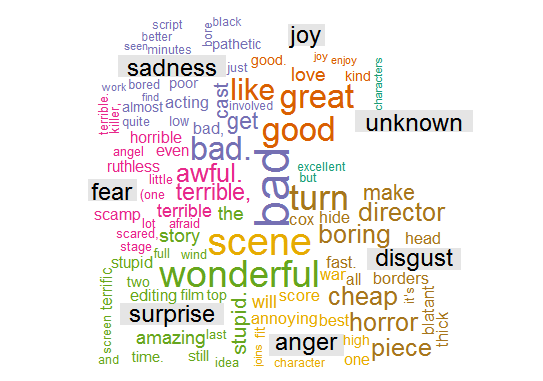 script
black
better
bore
joy
seen
minutes
pathetic
sadness
just
good.
joy
enjoy
work
bored
poor
like
love
kind
characters
find
almost
acting
cast
involved
great
terrible.
killer,
quite
low
bad,
get
good
unknown
horrible
bad.
angel
even
excellent
ruthless
awful.
but
little
bad
fear
(one
terrible,
turn
make
scamp
terrible
the
cox
hide
director
lot
afraid
scared,
story
scene
boring
head
stage
full
wind
stupid
wonderful
fast.
disgust
terrific
war
all
borders
two
screen
editing
film
top
will
score
cheap
it's
surprise
stupid.
annoying
best
horror
blatant
thick
amazing
last
fit
anger
high
piece
and
time.
still
idea
joins
character
one